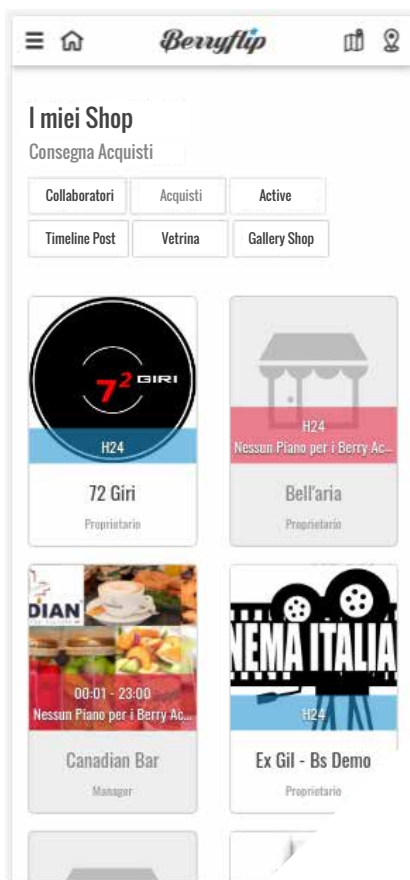 Berryflip
I miei Shop
Consegna Acquisti
Collaboratori Acquisti Active
Timeline Post Vetrina Gallery Shop
72 GIRI
H24
72 Giri
Proprietario
H24
Nessun Piano per i Berry Ac...
Bell'aria
Proprietario
DIAN
00:01 - 23:00
Nessun Piano per i Berry Ac...
Canadian Bar
Manager
NEMA ITALIA
H24
Ex Gil - Bs Demo
Proprietario